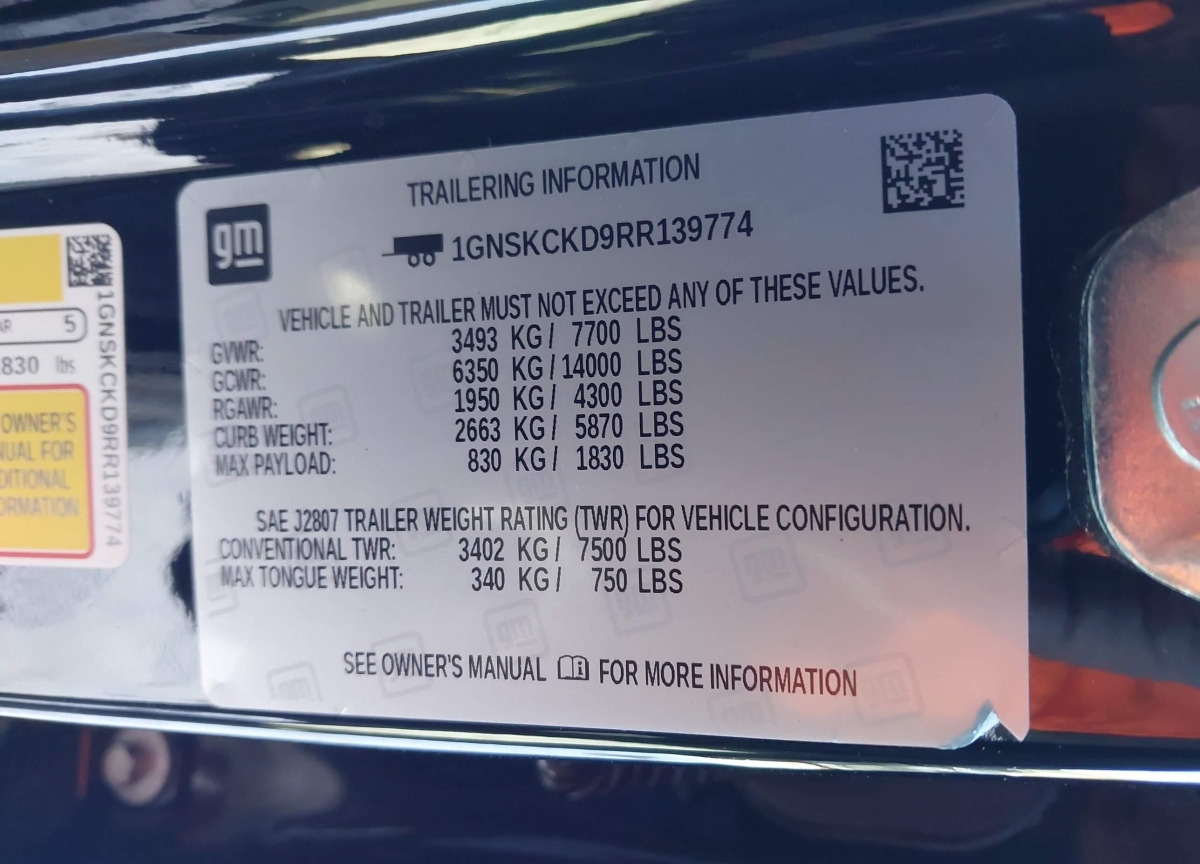 gm
TRAILERING INFORMATION
1GNSKCKD9RR139774
VEHICLE AND TRAILER MUST NOT EXCEED ANY OF THESE VALUES.
GVWR: 3493 KG / 7700 LBS
GCWR: 6350 KG / 14000 LBS
RGAWR: 1950 KG / 4300 LBS
CURB WEIGHT: 2663 KG / 5870 LBS
MAX PAYLOAD: 830 KG / 1830 LBS
SAE J2807 TRAILER WEIGHT RATING (TWR) FOR VEHICLE CONFIGURATION.
CONVENTIONAL TWR: 3402 KG / 7500 LBS
MAX TONGUE WEIGHT: 340 KG / 750 LBS
SEE OWNER'S MANUAL FOR MORE INFORMATION
5
830 lbs
OWNER'S
FOR
1GNSKCKD9RR139774